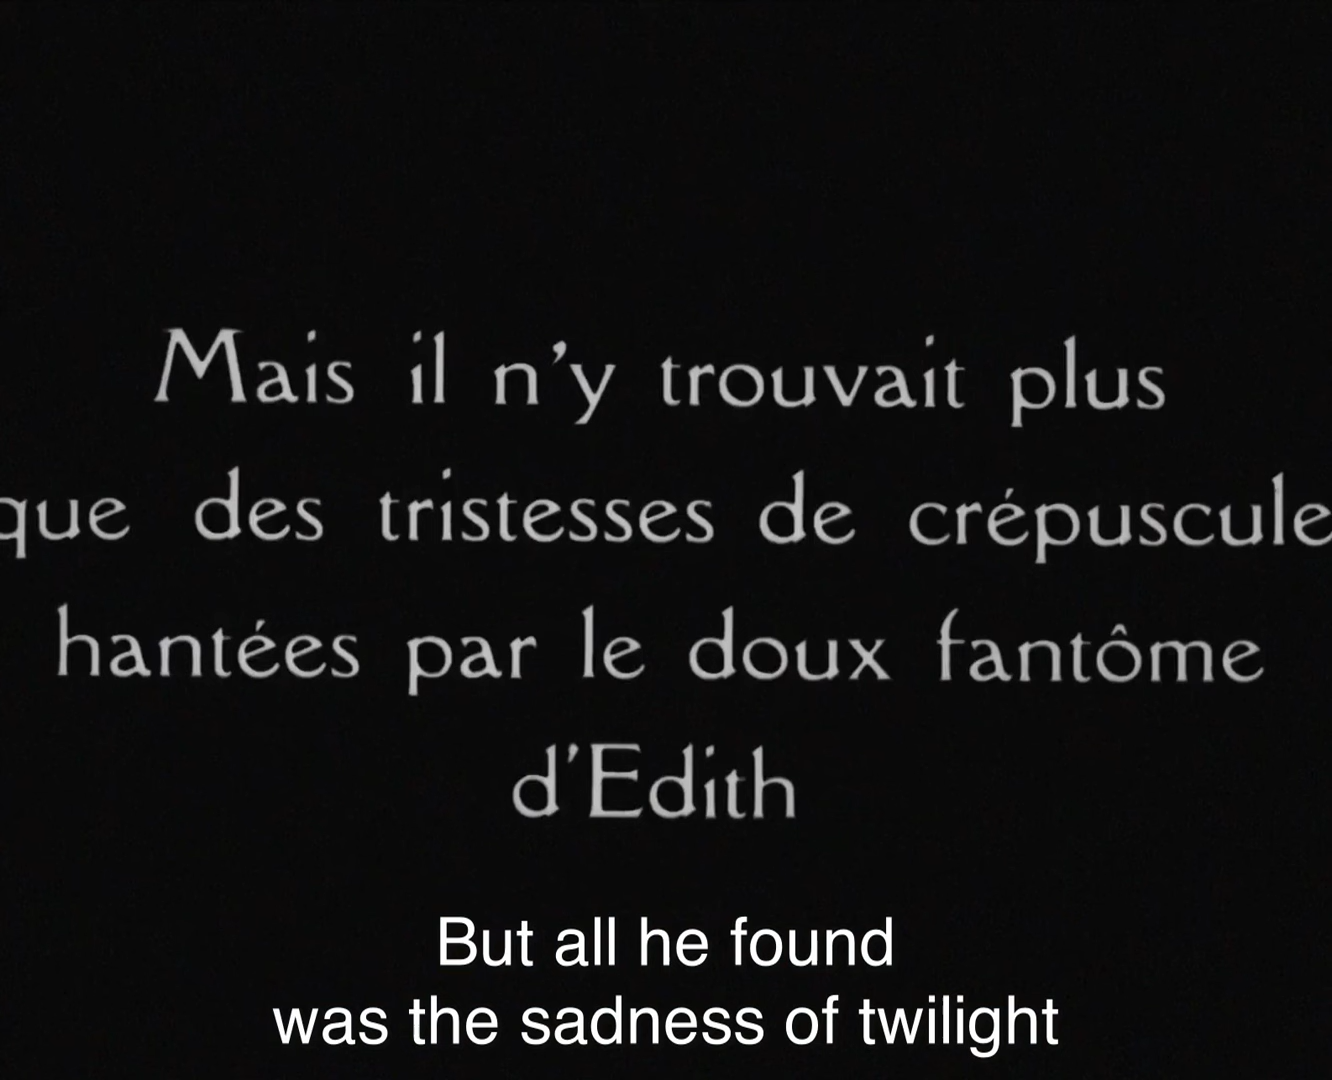 Mais il n'y trouvait plus
que des tristesses de crépuscule
hantées par le doux fantôme
d'Edith
But all he found
was the sadness of twilight